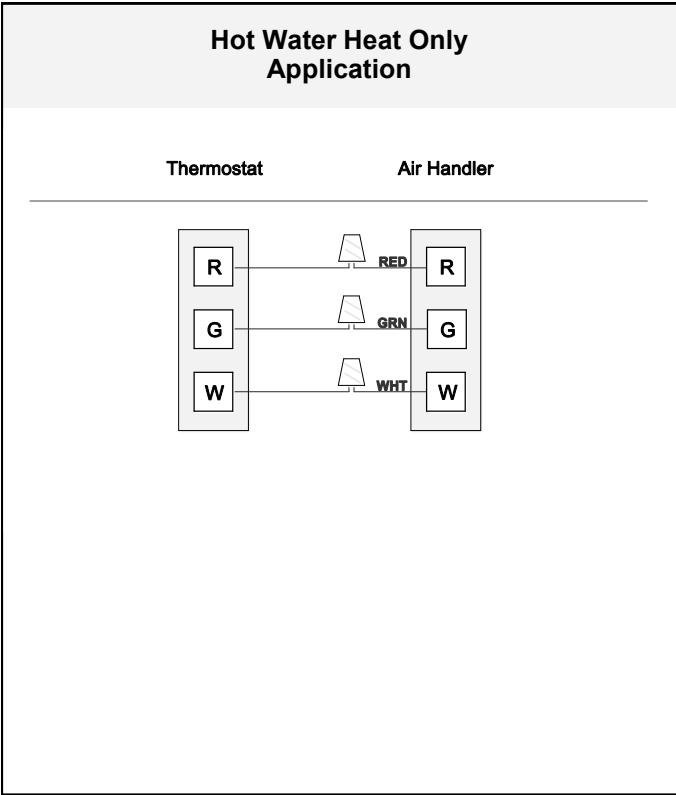 Hot Water Heat Only
Application
Thermostat Air Handler
R RED R
G GRN G
W WHT W